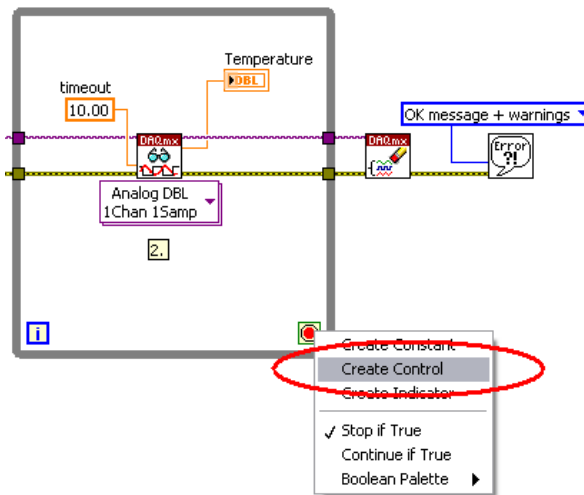 Temperature
DBL
timeout
10.00
OK message + warnings
DAQmx
DAQmx
Error
?!
Analog DBL
1Chan 1Samp
2.
i
Create Constant
Create Control
Create Indicator
✓ Stop if True
Continue if True
Boolean Palette